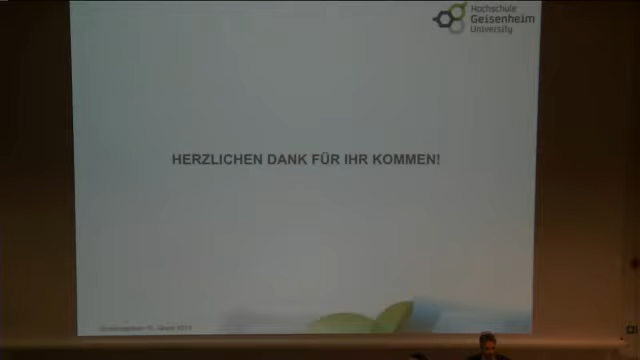 Hochschule
Geisenheim
University
HERZLICHEN DANK FÜR IHR KOMMEN!